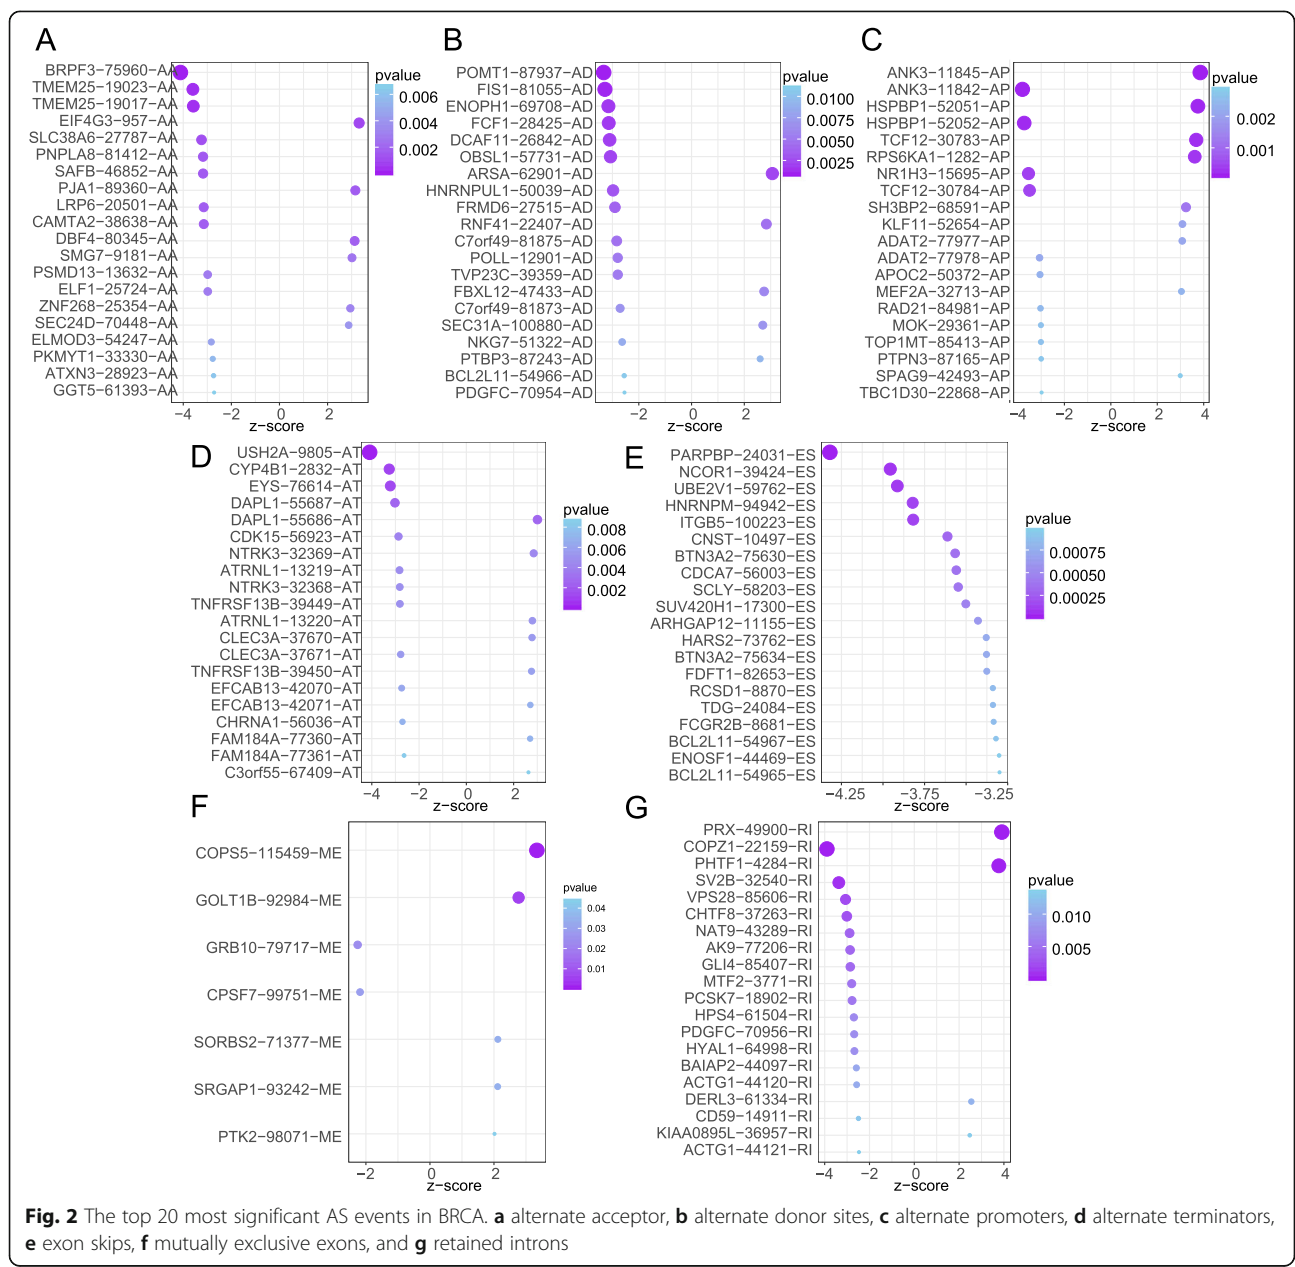 A
BRPF3−75960−AA
TMEM25−19023−AA
TMEM25−19017−AA
EIF4G3−957−AA
SLC38A6−27787−AA
PNPLA8−81412−AA
SAFB−46852−AA
PJA1−89360−AA
LRP6−20501−AA
CAMTA2−38638−AA
DBF4−80345−AA
SMG7−9181−AA
PSMD13−13632−AA
ELF1−25724−AA
ZNF268−25354−AA
SEC24D−70448−AA
ELMOD3−54247−AA
PKMYT1−33330−AA
ATXN3−28923−AA
GGT5−61393−AA
−4 −2 0 2
z−score
pvalue
0.006
0.004
0.002
B
POMT1−87937−AD
FIS1−81055−AD
ENOPH1−69708−AD
FCF1−28425−AD
DCAF11−26842−AD
OBSL1−57731−AD
ARSA−62901−AD
HNRNPUL1−50039−AD
FRMD6−27515−AD
RNF41−22407−AD
C7orf49−81875−AD
POLL−12901−AD
TVP23C−39359−AD
FBXL12−47433−AD
C7orf49−81873−AD
SEC31A−100880−AD
NKG7−51322−AD
PTBP3−87243−AD
BCL2L11−54966−AD
PDGFC−70954−AD
−2 0 2
z−score
pvalue
0.0100
0.0075
0.0050
0.0025
C
ANK3−11845−AP
ANK3−11842−AP
HSPBP1−52051−AP
HSPBP1−52052−AP
TCF12−30783−AP
RPS6KA1−1282−AP
NR1H3−15695−AP
TCF12−30784−AP
SH3BP2−68591−AP
KLF11−52654−AP
ADAT2−77977−AP
ADAT2−77978−AP
APOC2−50372−AP
MEF2A−32713−AP
RAD21−84981−AP
MOK−29361−AP
TOP1MT−85413−AP
PTPN3−87165−AP
SPAG9−42493−AP
TBC1D30−22868−AP
−4 −2 0 2 4
z−score
pvalue
0.002
0.001
D
USH2A−9805−AT
CYP4B1−2832−AT
EYS−76614−AT
DAPL1−55687−AT
DAPL1−55686−AT
CDK15−56923−AT
NTRK3−32369−AT
ATRNL1−13219−AT
NTRK3−32368−AT
TNFRSF13B−39449−AT
ATRNL1−13220−AT
CLEC3A−37670−AT
CLEC3A−37671−AT
TNFRSF13B−39450−AT
EFCAB13−42070−AT
EFCAB13−42071−AT
CHRNA1−56036−AT
FAM184A−77360−AT
FAM184A−77361−AT
C3orf55−67409−AT
−4 −2 0 2
z−score
pvalue
0.008
0.006
0.004
0.002
E
PARPBP−24031−ES
NCOR1−39424−ES
UBE2V1−59762−ES
HNRNPM−94942−ES
ITGB5−100223−ES
CNST−10497−ES
BTN3A2−75630−ES
CDCA7−56003−ES
SCLY−58203−ES
SUV420H1−17300−ES
ARHGAP12−11155−ES
HARS2−73762−ES
BTN3A2−75634−ES
FDFT1−82653−ES
RCSD1−8870−ES
TDG−24084−ES
FCGR2B−8681−ES
BCL2L11−54967−ES
ENOSF1−44469−ES
BCL2L11−54965−ES
−4.25 −3.75 −3.25
z−score
pvalue
0.00075
0.00050
0.00025
F
COPS5−115459−ME
GOLT1B−92984−ME
GRB10−79717−ME
CPSF7−99751−ME
SORBS2−71377−ME
SRGAP1−93242−ME
PTK2−98071−ME
−2 0 2
z−score
pvalue
0.04
0.03
0.02
0.01
G
PRX−49900−RI
COPZ1−22159−RI
PHTF1−4284−RI
SV2B−32540−RI
VPS28−85606−RI
CHTF8−37263−RI
NAT9−43289−RI
AK9−77206−RI
GLI4−85407−RI
MTF2−3771−RI
PCSK7−18902−RI
HPS4−61504−RI
PDGFC−70956−RI
HYAL1−64998−RI
BAIAP2−44097−RI
ACTG1−44120−RI
DERL3−61334−RI
CD59−14911−RI
KIAA0895L−36957−RI
ACTG1−44121−RI
−4 −2 0 2 4
z−score
pvalue
0.010
0.005
Fig. 2 The top 20 most significant AS events in BRCA. a alternate acceptor, b alternate donor sites, c alternate promoters, d alternate terminators,
e exon skips, f mutually exclusive exons, and g retained introns